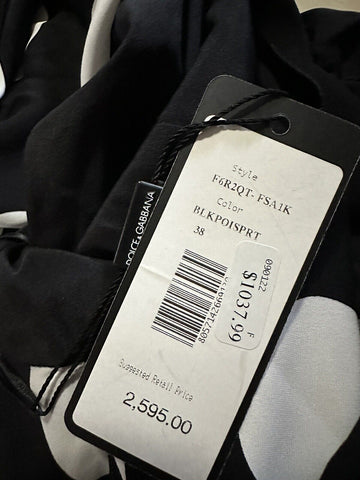 DOLCE & GABBANA
Style
F6R2QT- FSA1K
Color
BLKPOISPRT
38
090122
$1037.99
F
Suggested Retail Price
2,595.00